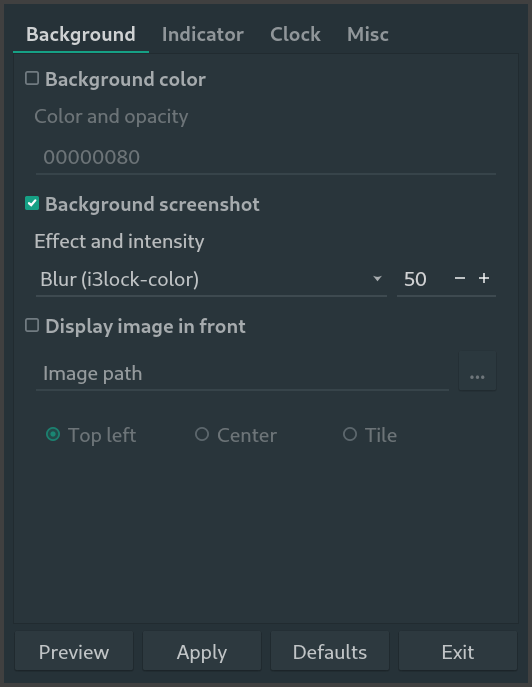 Background Indicator Clock Misc
Background color
Color and opacity
00000080
Background screenshot
Effect and intensity
Blur (i3lock-color) 50 − +
Display image in front
Image path ...
Top left Center Tile
Preview Apply Defaults Exit